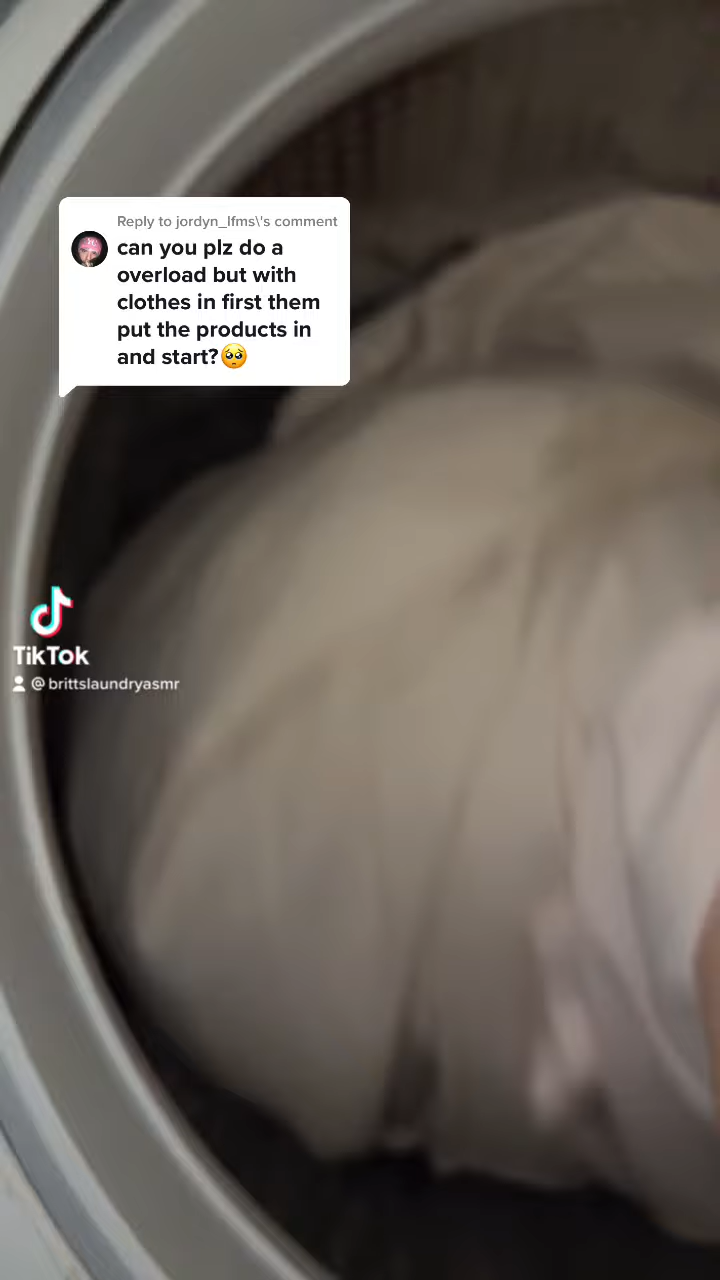 Reply to jordyn_lfms\'s comment
can you plz do a
overload but with
clothes in first them
put the products in
and start?🥺
TikTok
@brittslaundryasmr